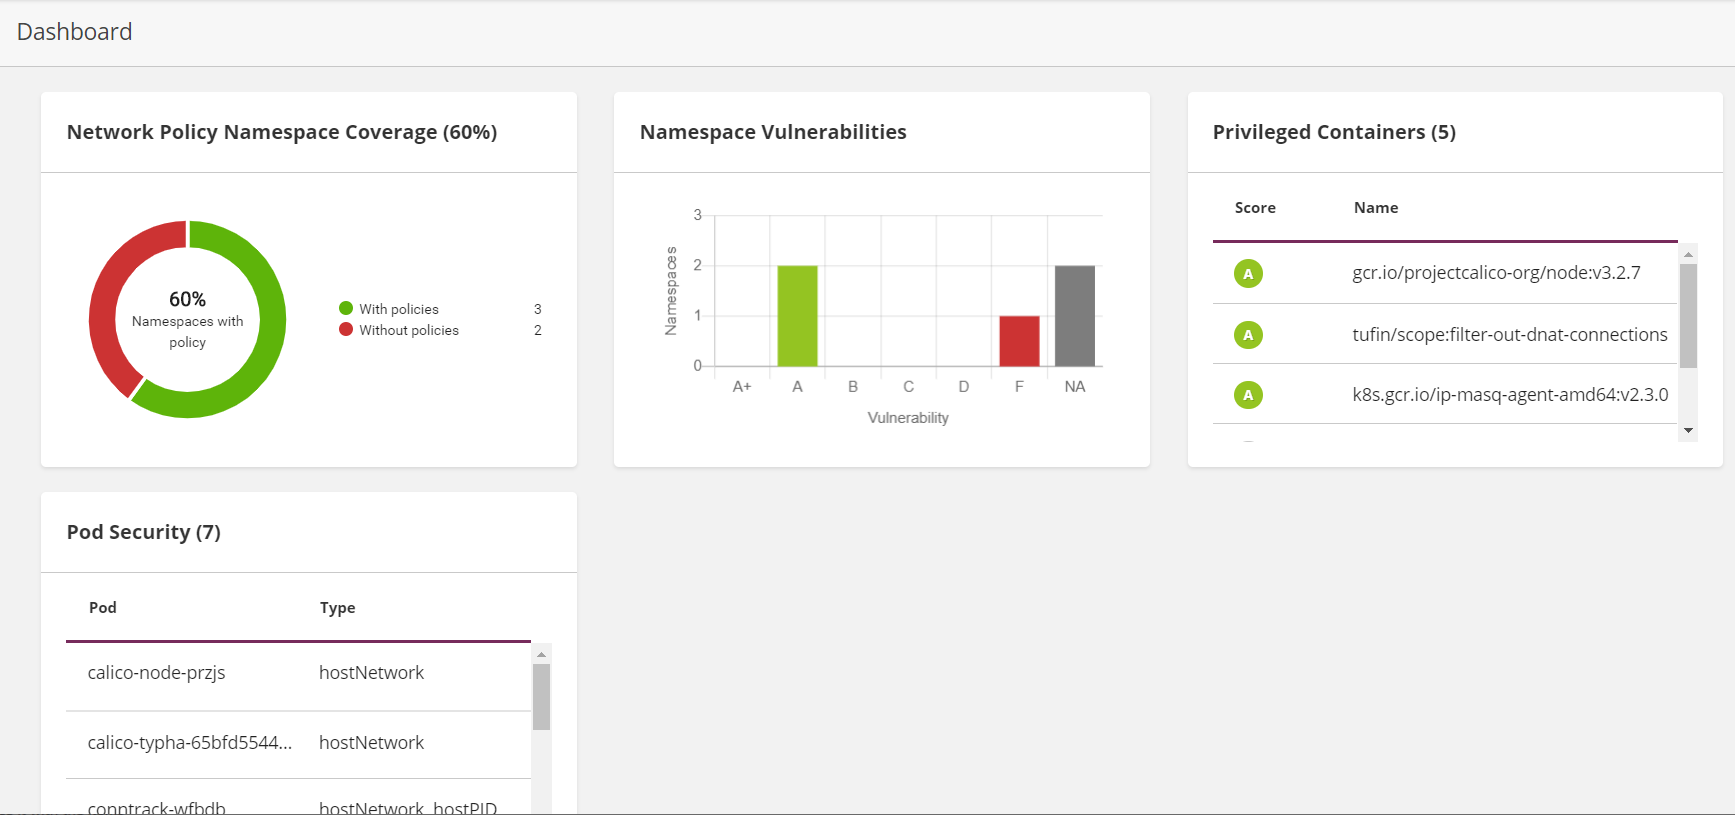 Dashboard
Network Policy Namespace Coverage (60%)
60%
Namespaces with
policy
With policies 3
Without policies 2
Namespace Vulnerabilities
Namespaces
3
2
1
0
A+ A B C D F NA
Vulnerability
Privileged Containers (5)
Score Name
A gcr.io/projectcalico-org/node:v3.2.7
A tufin/scope:filter-out-dnat-connections
A k8s.gcr.io/ip-masq-agent-amd64:v2.3.0
Pod Security (7)
Pod Type
calico-node-przjs hostNetwork
calico-typha-65bfd5544... hostNetwork
conntrack-wfbdb hostNetwork, hostPID